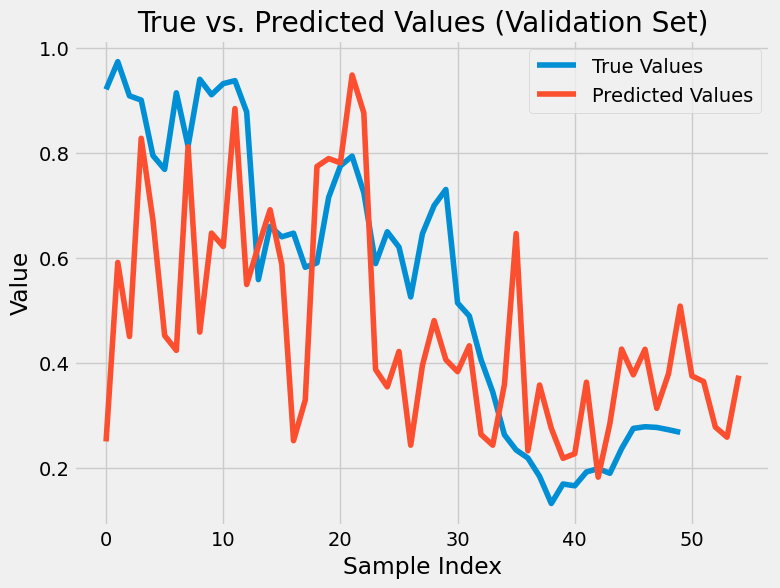 True vs. Predicted Values (Validation Set)
True Values
Predicted Values
Value
1.0
0.8
0.6
0.4
0.2
0
10
20
30
40
50
Sample Index